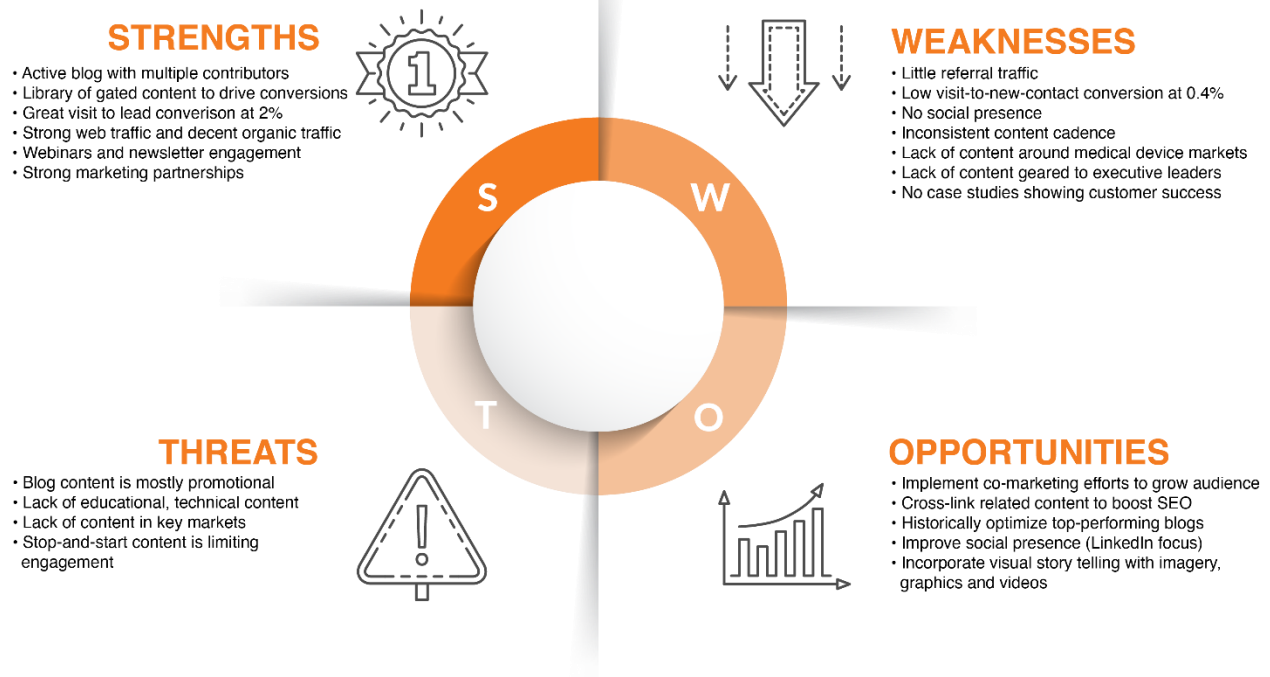 STRENGTHS
• Active blog with multiple contributors
• Library of gated content to drive conversions
• Great visit to lead converison at 2%
• Strong web traffic and decent organic traffic
• Webinars and newsletter engagement
• Strong marketing partnerships
1
WEAKNESSES
• Little referral traffic
• Low visit-to-new-contact conversion at 0.4%
• No social presence
• Inconsistent content cadence
• Lack of content around medical device markets
• Lack of content geared to executive leaders
• No case studies showing customer success
S
W
T
O
THREATS
• Blog content is mostly promotional
• Lack of educational, technical content
• Lack of content in key markets
• Stop-and-start content is limiting
engagement
!
OPPORTUNITIES
• Implement co-marketing efforts to grow audience
• Cross-link related content to boost SEO
• Historically optimize top-performing blogs
• Improve social presence (LinkedIn focus)
• Incorporate visual story telling with imagery,
graphics and videos